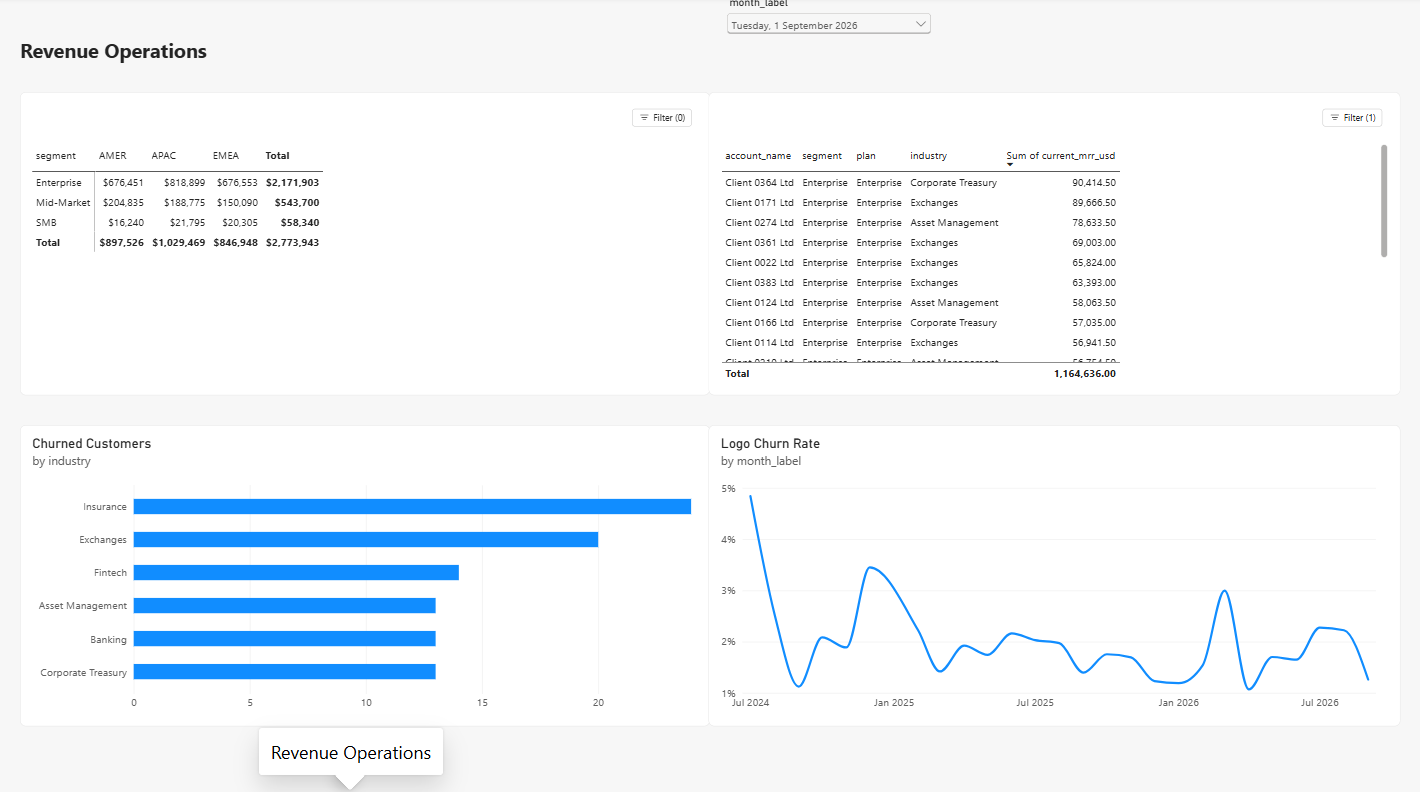 month_label
Tuesday, 1 September 2026
Revenue Operations
Filter (0)
segment AMER APAC EMEA Total
Enterprise $676,451 $818,899 $676,553 $2,171,903
Mid-Market $204,835 $188,775 $150,090 $543,700
SMB $16,240 $21,795 $20,305 $58,340
Total $897,526 $1,029,469 $846,948 $2,773,943
Filter (1)
account_name segment plan industry Sum of current_mrr_usd
Client 0364 Ltd Enterprise Enterprise Corporate Treasury 90,414.50
Client 0171 Ltd Enterprise Enterprise Exchanges 89,666.50
Client 0274 Ltd Enterprise Enterprise Asset Management 78,633.50
Client 0361 Ltd Enterprise Enterprise Exchanges 69,003.00
Client 0022 Ltd Enterprise Enterprise Exchanges 65,824.00
Client 0383 Ltd Enterprise Enterprise Exchanges 63,393.00
Client 0124 Ltd Enterprise Enterprise Asset Management 58,063.50
Client 0166 Ltd Enterprise Enterprise Corporate Treasury 57,035.00
Client 0114 Ltd Enterprise Enterprise Exchanges 56,941.50
Total 1,164,636.00
Churned Customers
by industry
Insurance
Exchanges
Fintech
Asset Management
Banking
Corporate Treasury
0 5 10 15 20
Logo Churn Rate
by month_label
5%
4%
3%
2%
1%
Jul 2024 Jan 2025 Jul 2025 Jan 2026 Jul 2026
Revenue Operations